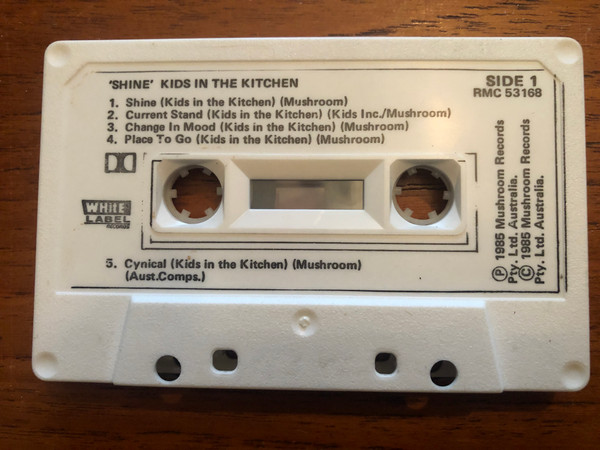 'SHINE' KIDS IN THE KITCHEN
SIDE 1
RMC 53168
1. Shine (Kids in the Kitchen) (Mushroom)
2. Current Stand (Kids in the Kitchen) (Kids Inc./Mushroom)
3. Change In Mood (Kids in the Kitchen) (Mushroom)
4. Place To Go (Kids in the Kitchen) (Mushroom)
WHITE
LABEL
RECORDS
5. Cynical (Kids in the Kitchen) (Mushroom)
(Aust.Comps.)
Ⓟ 1985 Mushroom Records
Pty. Ltd. Australia.
Ⓒ 1985 Mushroom Records
Pty. Ltd. Australia.